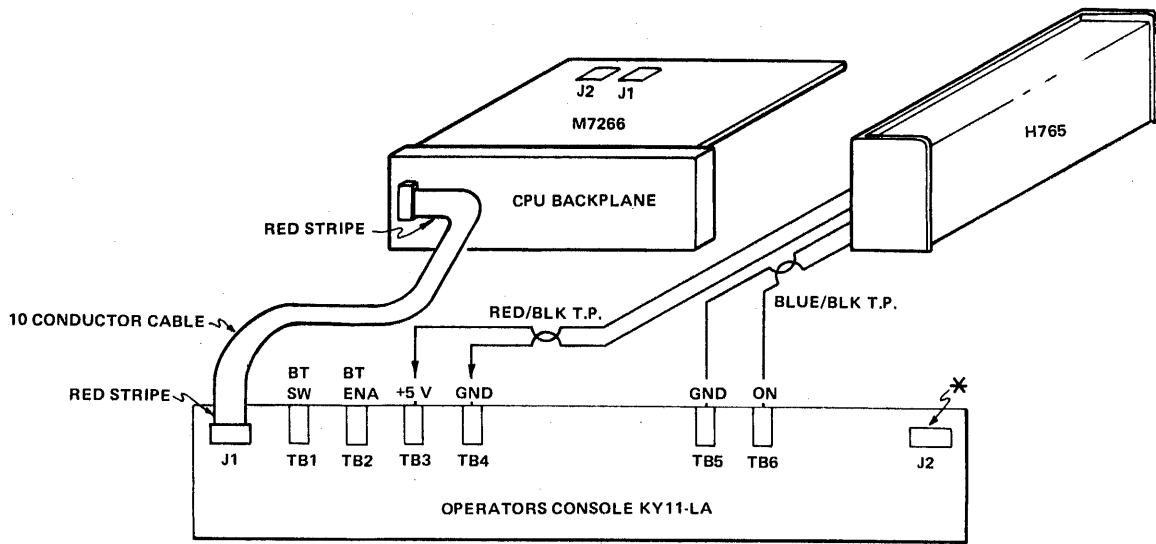 J2 J1
M7266
H765
CPU BACKPLANE
RED STRIPE
BLUE/BLK T.P.
10 CONDUCTOR CABLE
RED/BLK T.P.
RED STRIPE
BT SW
BT ENA
+5 V
GND
GND
ON
*
J1
TB1
TB2
TB3
TB4
TB5
TB6
J2
OPERATORS CONSOLE KY11-LA